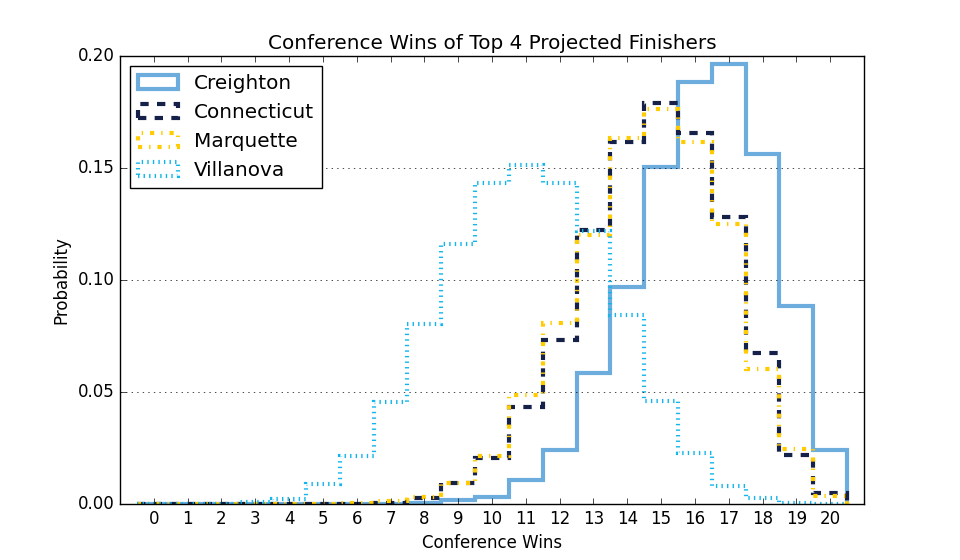 Conference Wins of Top 4 Projected Finishers
Creighton
Connecticut
Marquette
Villanova
0.20
0.15
0.10
0.05
0.00
Probability
0 1 2 3 4 5 6 7 8 9 10 11 12 13 14 15 16 17 18 19 20
Conference Wins